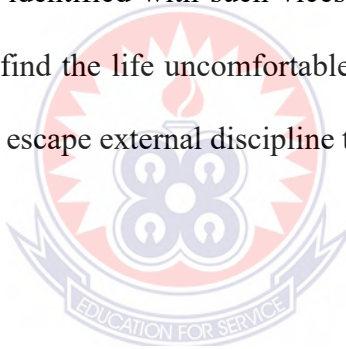 identified with such vices
find the life uncomfortable
escape external discipline t
EDUCATION FOR SERVICE